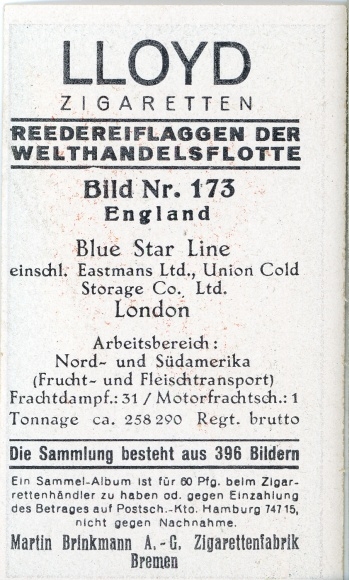 LLOYD
ZIGARETTEN
REEDEREIFLAGGEN DER
WELTHANDELSFLOTTE
Bild Nr. 173
England
Blue Star Line
einschl. Eastmans Ltd., Union Cold
Storage Co. Ltd.
London
Arbeitsbereich:
Nord- und Südamerika
(Frucht- und Fleischtransport)
Frachtdampf.: 31 / Motorfrachtsch.: 1
Tonnage ca. 258 290 Regt. brutto
Die Sammlung besteht aus 396 Bildern
Ein Sammel-Album ist für 60 Pfg. beim Zigar-
rettenhändler zu haben od. gegen Einzahlung
des Betrages auf Postsch.-Kto. Hamburg 74715,
nicht gegen Nachnahme.
Martin Brinkmann A.-G. Zigarettenfabrik
Bremen